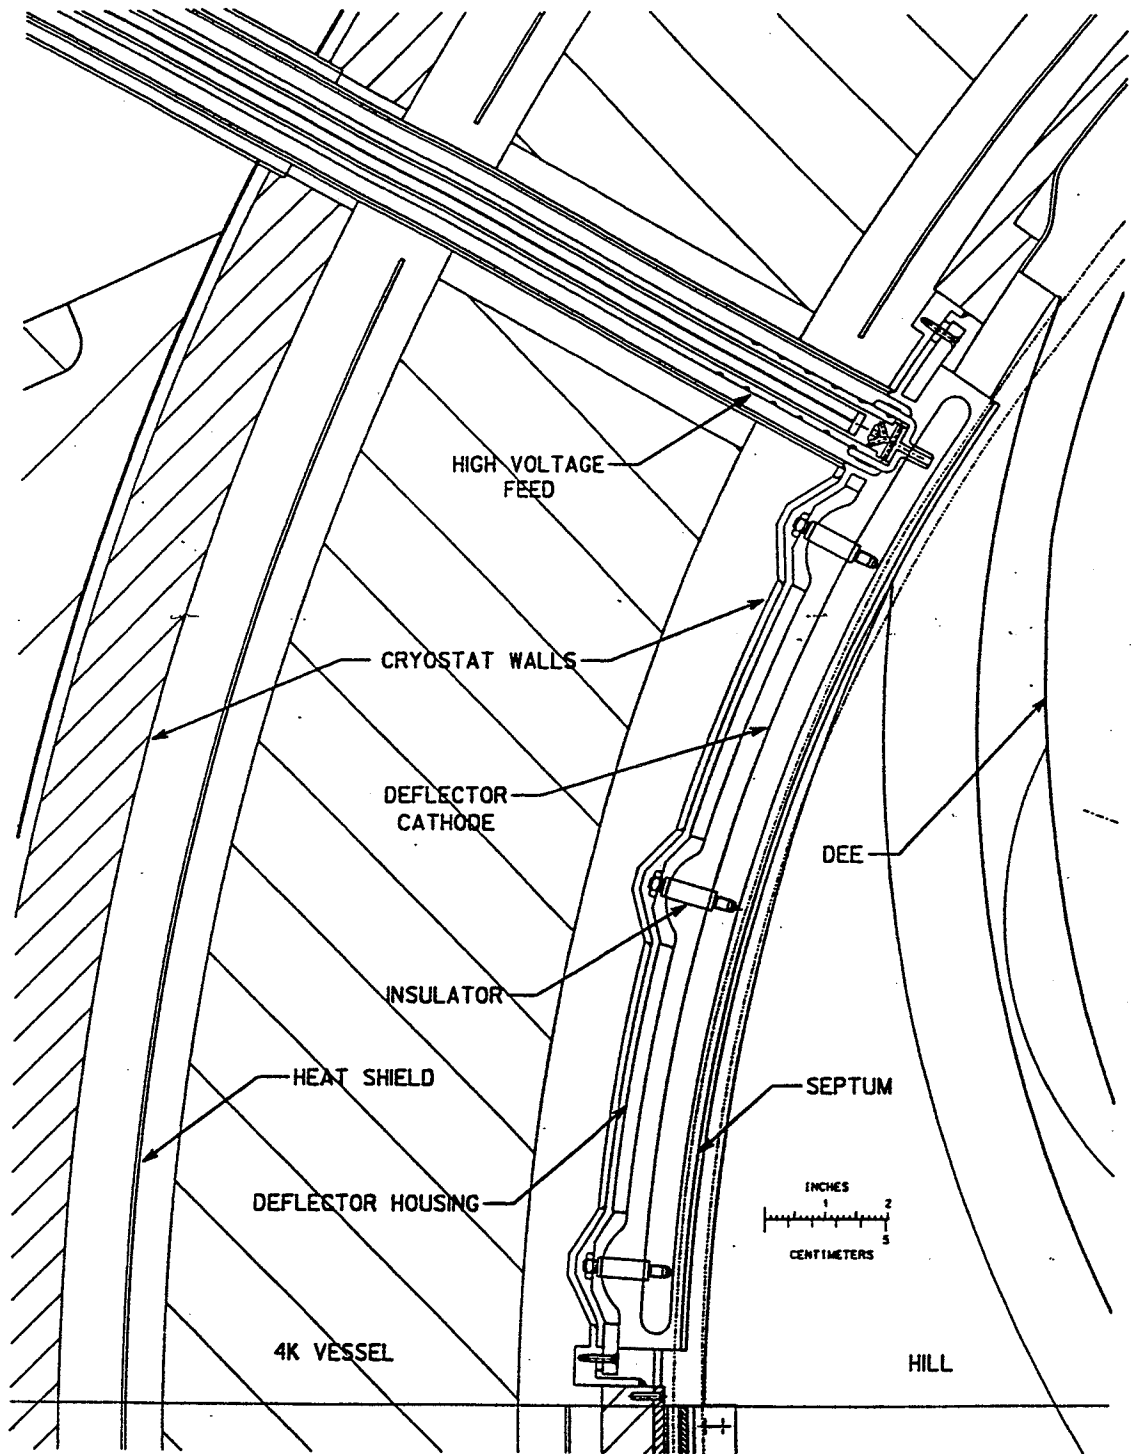 HIGH VOLTAGE
FEED
CRYOSTAT WALLS
DEFLECTOR
CATHODE
DEE
INSULATOR
HEAT SHIELD
SEPTUM
DEFLECTOR HOUSING
INCHES
1 2
5
CENTIMETERS
4K VESSEL
HILL